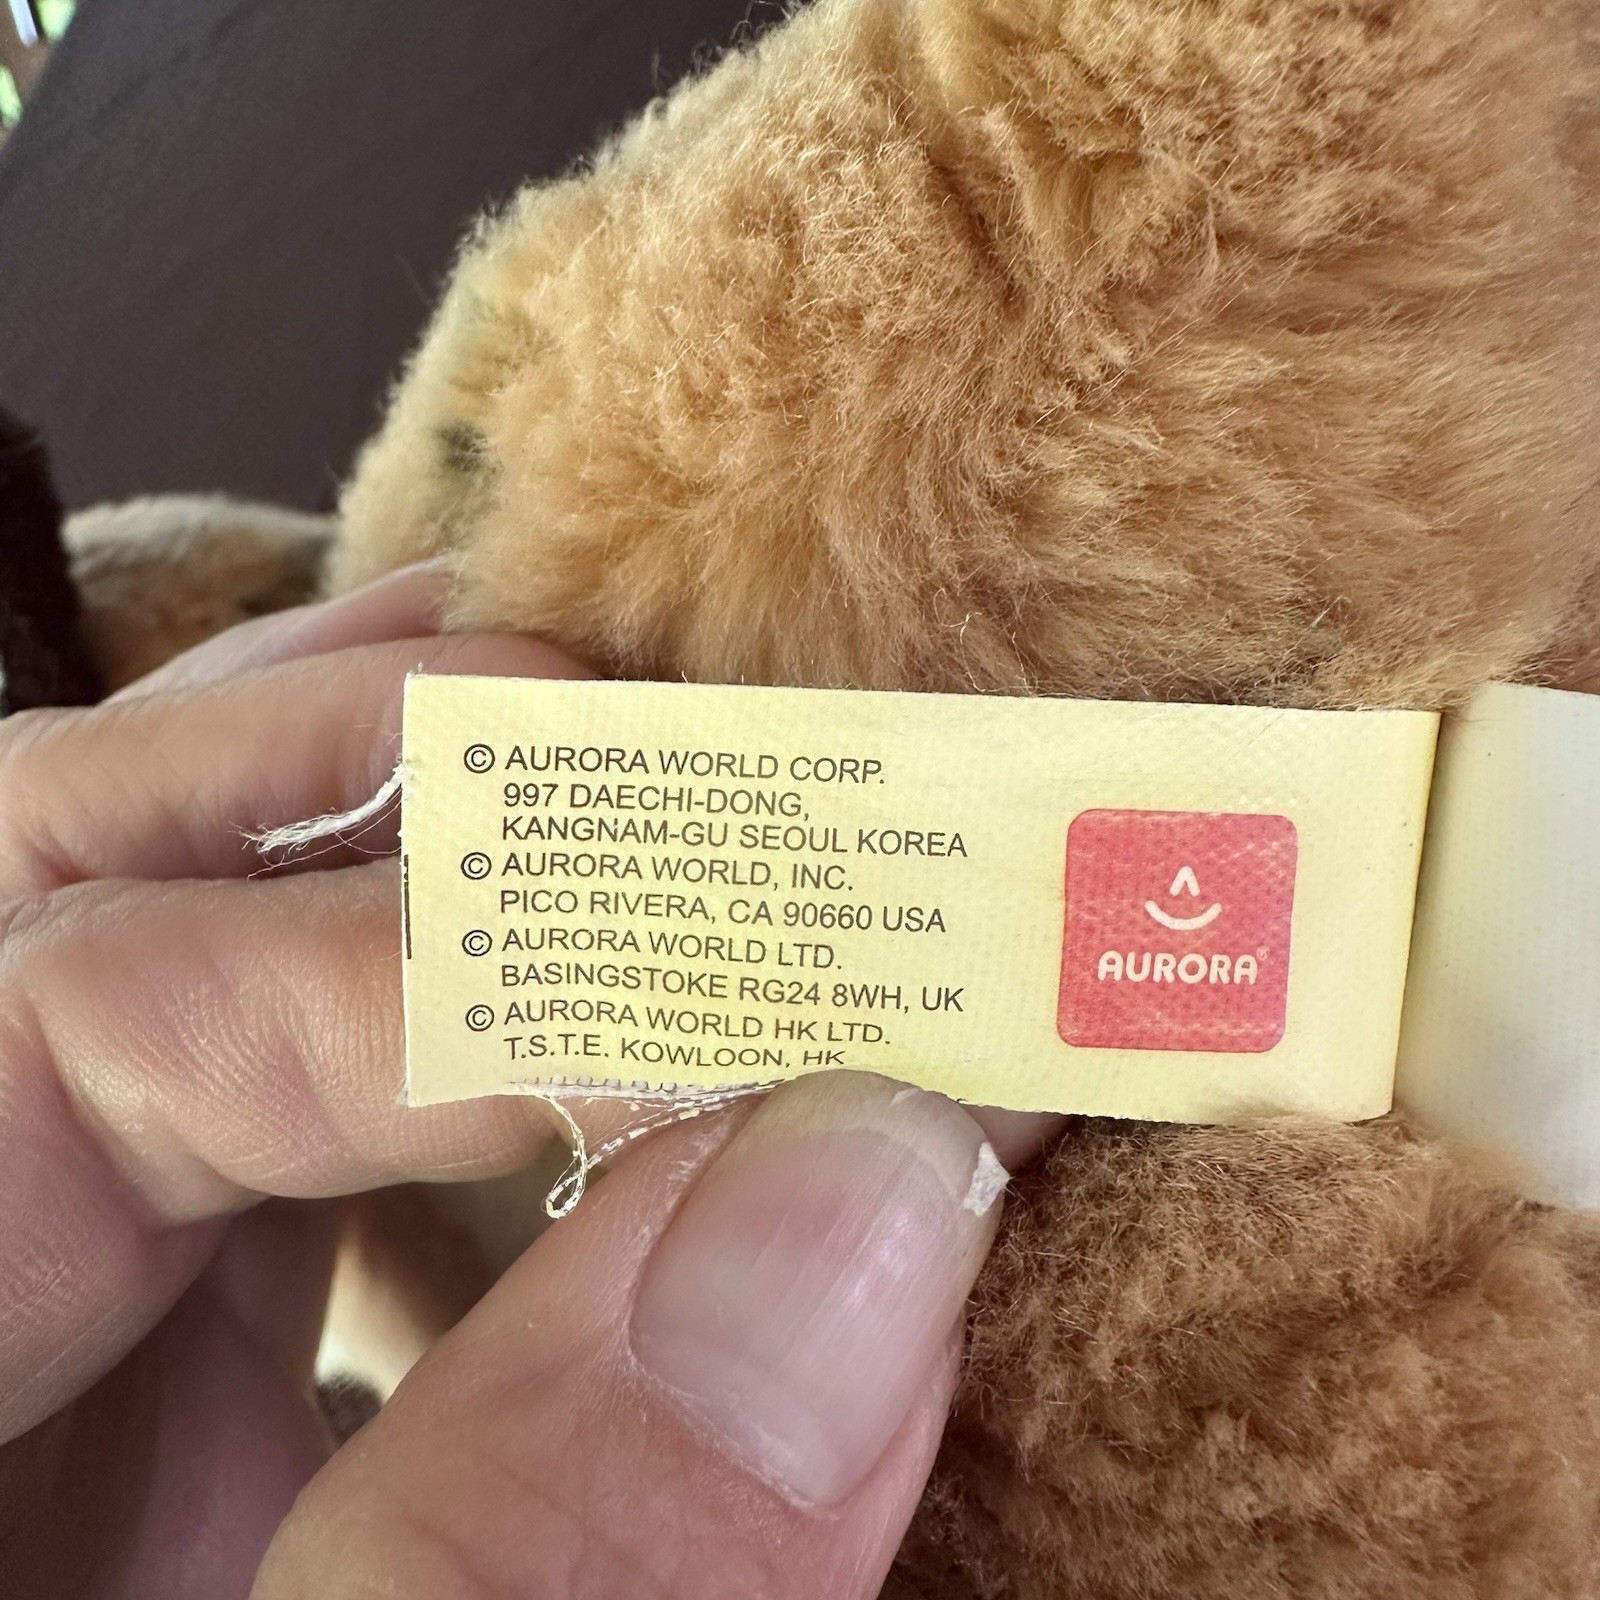 © AURORA WORLD CORP.
997 DAECHI-DONG,
KANGNAM-GU SEOUL KOREA
© AURORA WORLD, INC.
PICO RIVERA, CA 90660 USA
© AURORA WORLD LTD.
BASINGSTOKE RG24 8WH, UK
© AURORA WORLD HK LTD.
T.S.T.E. KOWLOON, HK
AURORA®